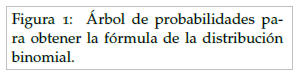 Figura 1: Árbol de probabilidades pa-
ra obtener la fórmula de la distribución
binomial.